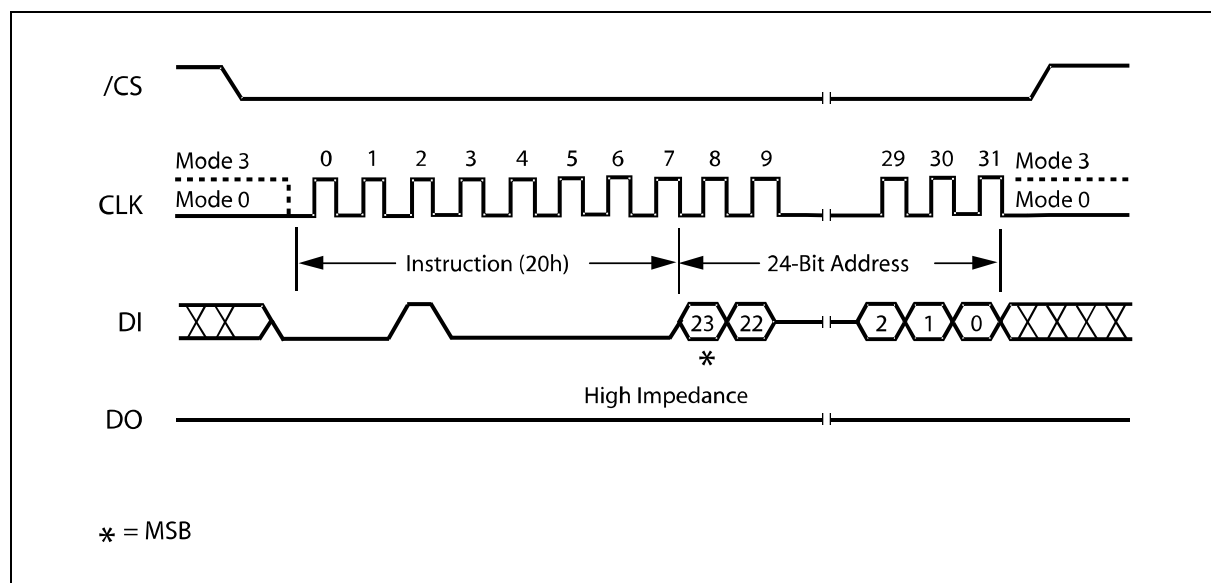 /CS
Mode 3 0 1 2 3 4 5 6 7 8 9 29 30 31 Mode 3
CLK Mode 0 Mode 0
Instruction (20h) 24-Bit Address
DI 23 22 2 1 0
*
High Impedance
DO
* = MSB